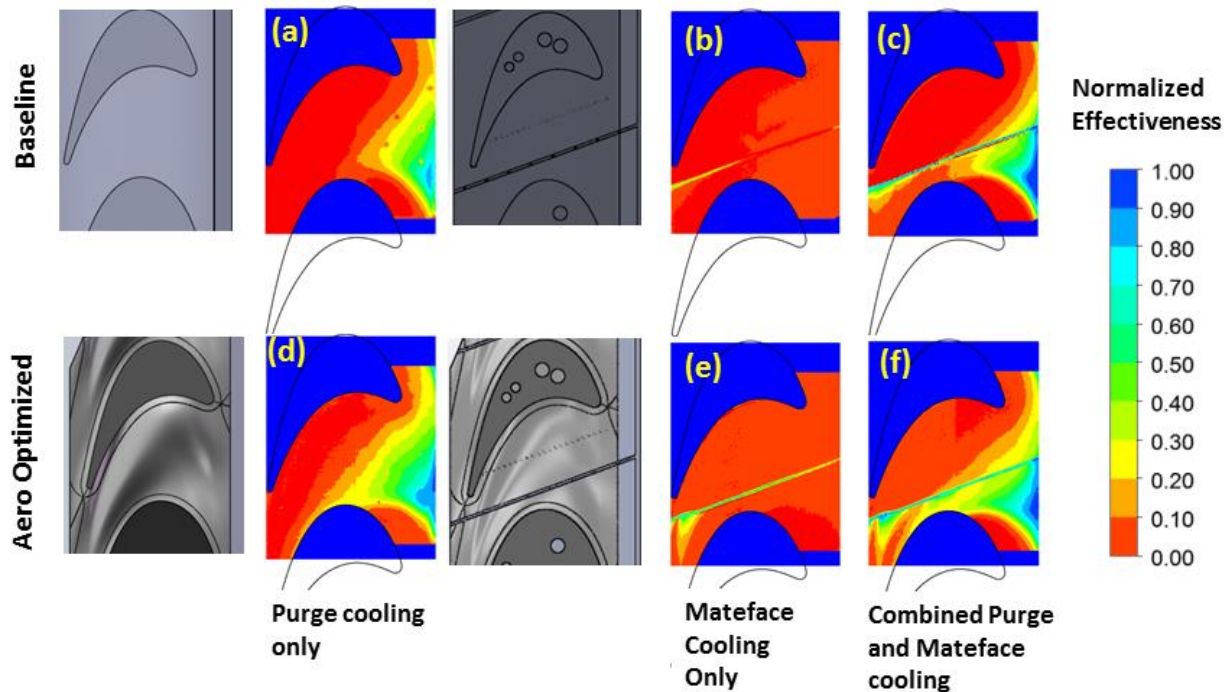 Baseline
(a)
(b)
(c)
Normalized
Effectiveness
1.00
0.90
0.80
0.70
0.60
0.50
0.40
0.30
0.20
0.10
0.00
Aero Optimized
(d)
(e)
(f)
Purge cooling
only
Mateface
Cooling
Only
Combined Purge
and Mateface
cooling